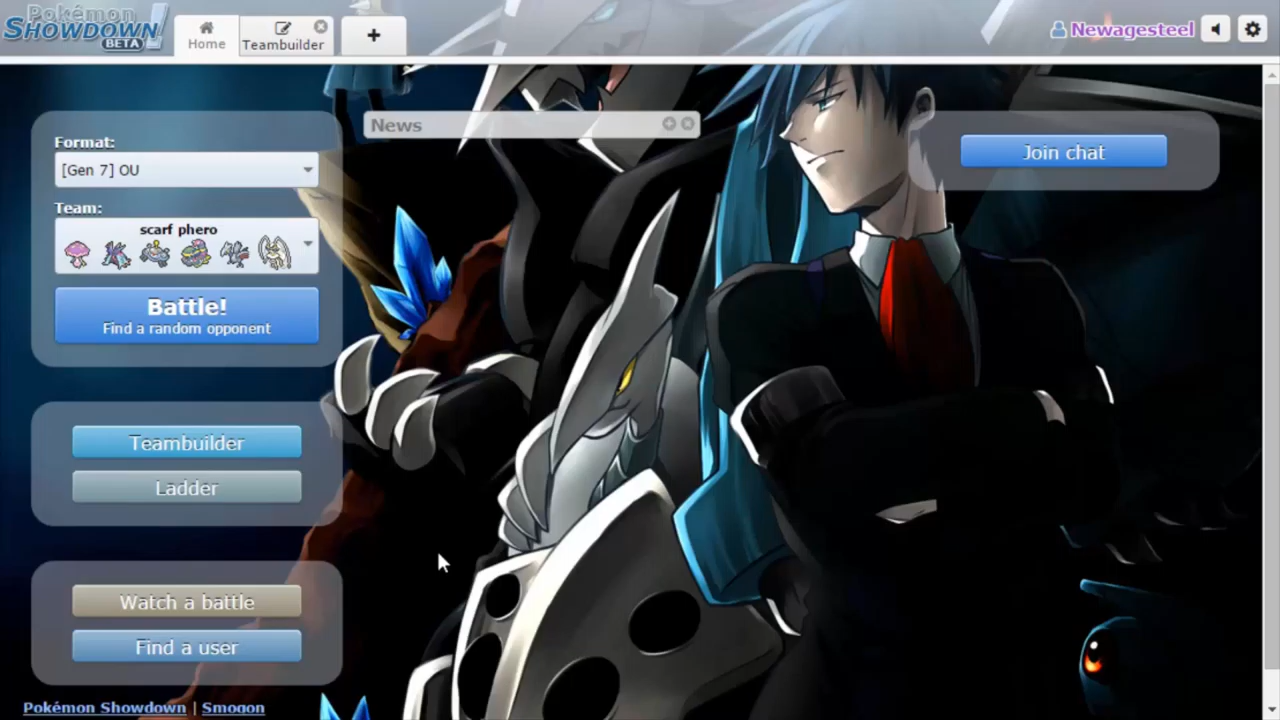 Pokémon
SHOWDOWN!
BETA
Home
Teambuilder
Newagesteel
Format:
[Gen 7] OU
Team:
scarf phero
Battle!
Find a random opponent
Teambuilder
Ladder
Watch a battle
Find a user
Pokémon Showdown | Smogon
News
Join chat